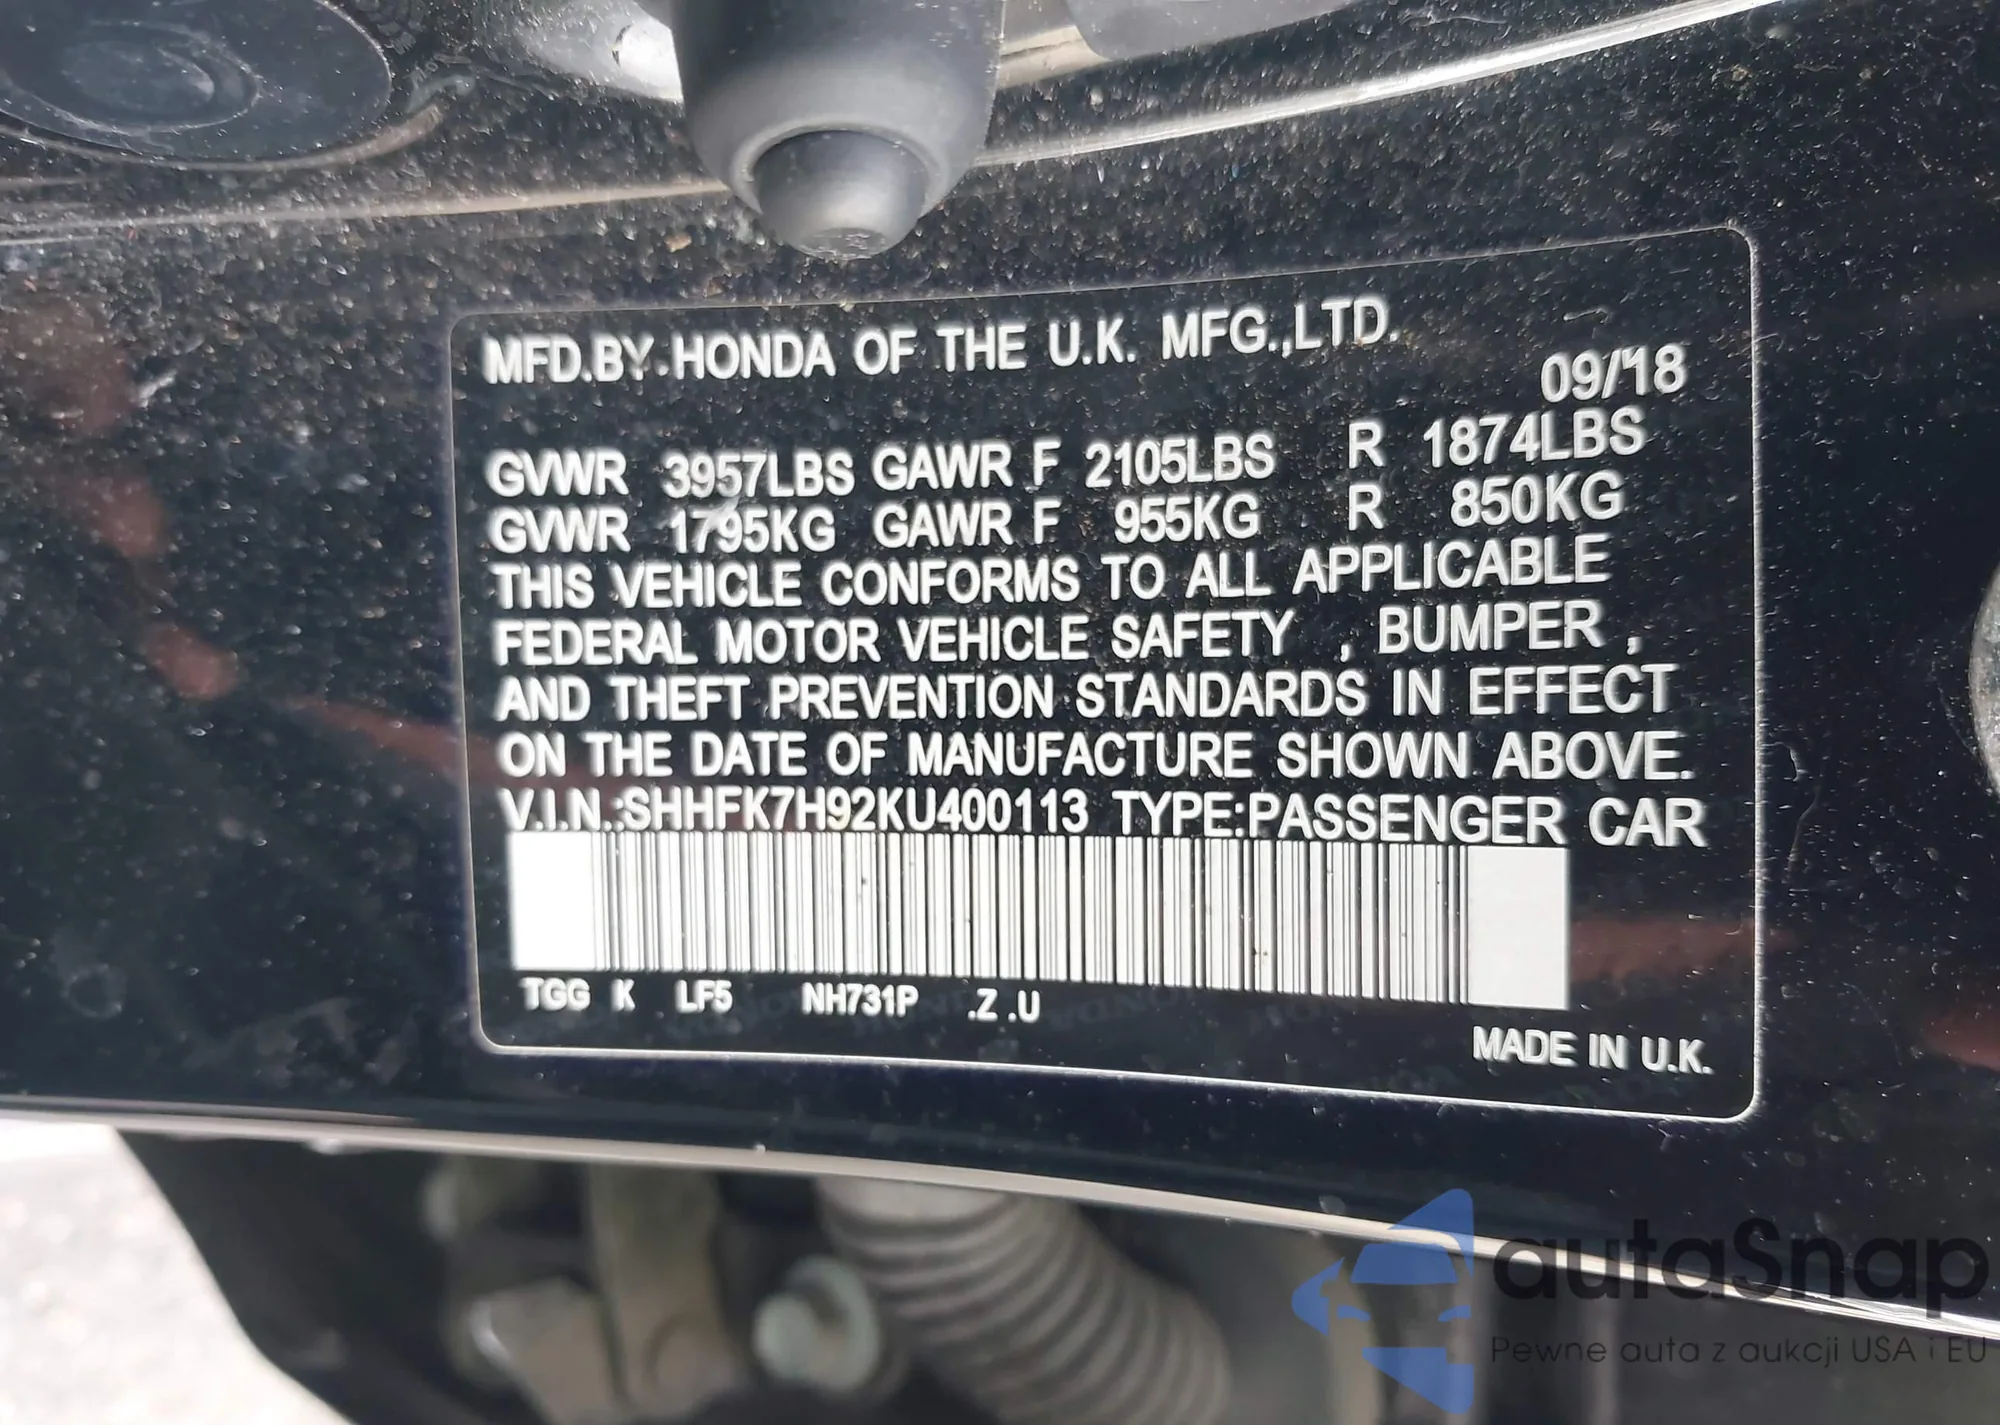 MFD.BY.HONDA OF THE U.K. MFG.,LTD.
09/18
GVWR 3957LBS GAWR F 2105LBS R 1874LBS
GVWR 1795KG GAWR F 955KG R 850KG
THIS VEHICLE CONFORMS TO ALL APPLICABLE
FEDERAL MOTOR VEHICLE SAFETY , BUMPER ,
AND THEFT PREVENTION STANDARDS IN EFFECT
ON THE DATE OF MANUFACTURE SHOWN ABOVE.
V.I.N.:SHHFK7H92KU400113 TYPE:PASSENGER CAR
TGG K LF5 NH731P .Z .U
MADE IN U.K.
autaSnap
Pewne auta z aukcji USA i EU